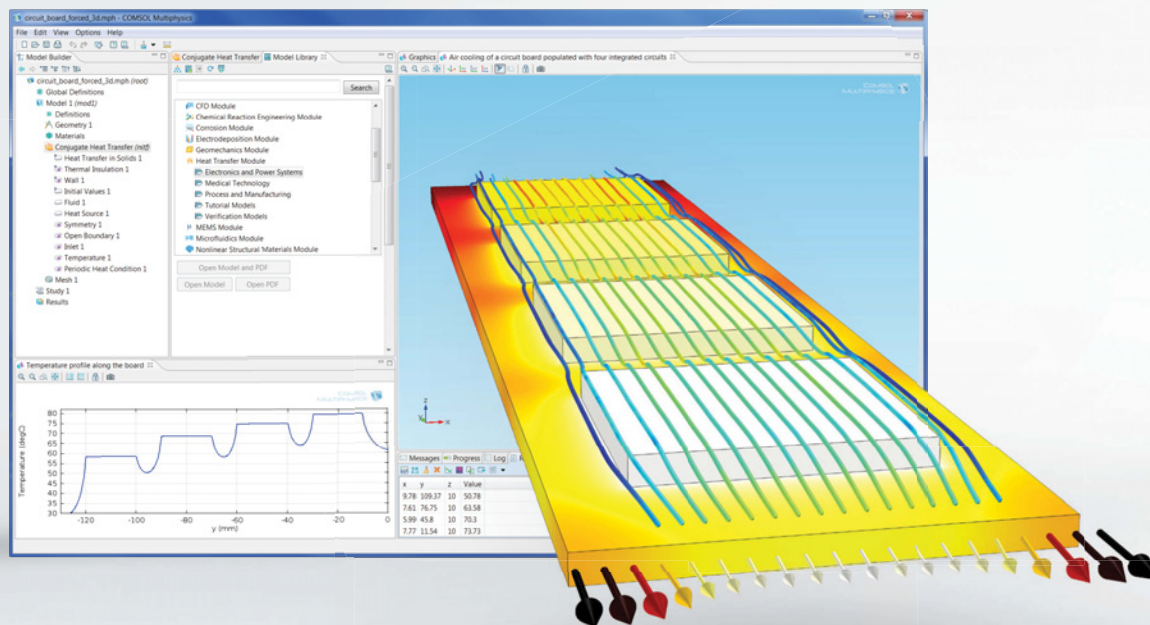 circuit_board_forced_3d.mph - COMSOL Multiphysics
File Edit View Options Help
Model Builder
circuit_board_forced_3d.mph (root)
Global Definitions
Model 1 (mod1)
Definitions
Geometry 1
Materials
Conjugate Heat Transfer (nitf)
Heat Transfer in Solids 1
Thermal Insulation 1
Wall 1
Initial Values 1
Fluid 1
Heat Source 1
Symmetry 1
Open Boundary 1
Inlet 1
Temperature 1
Periodic Heat Condition 1
Mesh 1
Study 1
Results
Conjugate Heat Transfer Model Library
Search
CFD Module
Chemical Reaction Engineering Module
Corrosion Module
Electrodeposition Module
Geomechanics Module
Heat Transfer Module
Electronics and Power Systems
Medical Technology
Process and Manufacturing
Tutorial Models
Verification Models
MEMS Module
Microfluidics Module
Nonlinear Structural Materials Module
Open Model and PDF
Open Model Open PDF
Graphics Air cooling of a circuit board populated with four integrated circuits
COMSOL
MULTIPHYSICS
z
y
x
Temperature profile along the board
COMSOL
MULTIPHYSICS
Temperature (degC)
80
75
70
65
60
55
50
45
40
35
30
-120 -100 -80 -60 -40 -20 0
y (mm)
Messages Progress Log
x y z Value
9.78 109.37 10 50.78
7.61 76.75 10 63.58
5.99 45.8 10 70.3
7.77 11.54 10 73.73